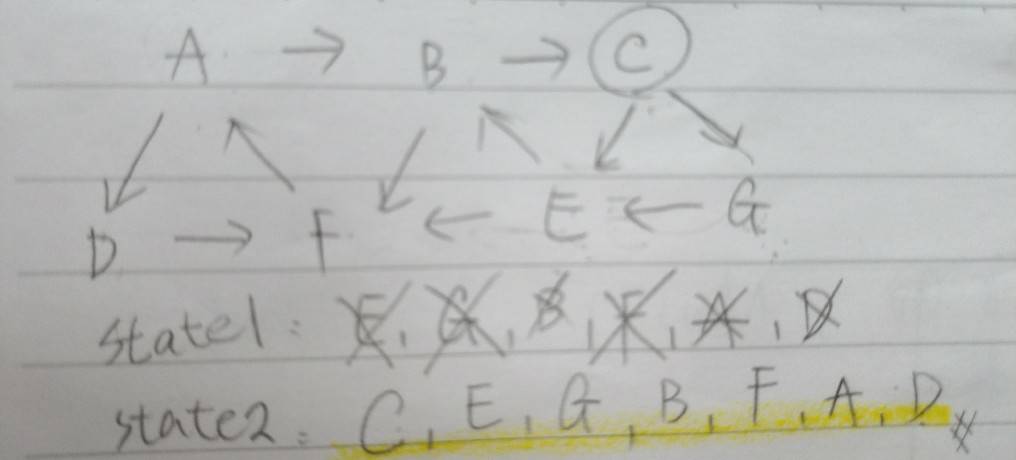 A → B → C
D → F ← E ← G
state1: E, G, B, F, A, D
state2: C, E, G, B, F, A, D